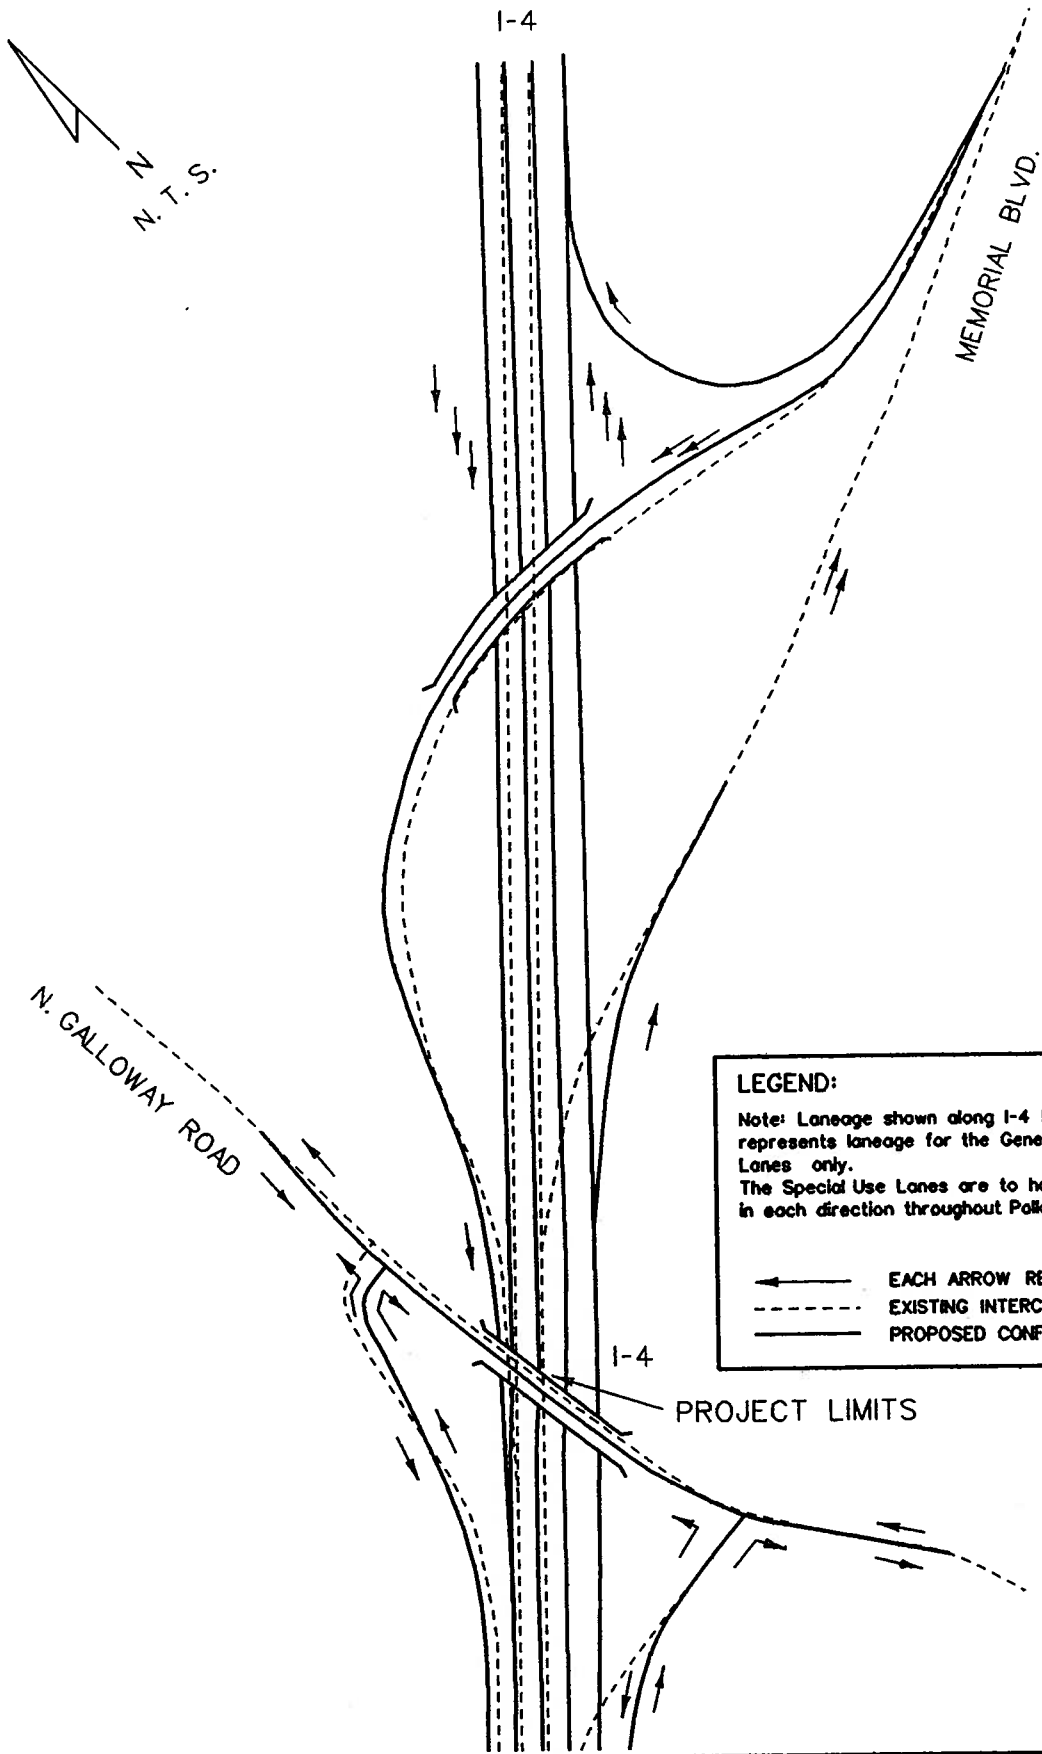 I-4
N
N. T. S.
MEMORIAL BLVD.
N. GALLOWAY ROAD
LEGEND:
Note: Laneage shown along I-4
represents laneage for the
Lanes only.
The Special Use Lanes are to
in each direction throughout
EACH ARROW
EXISTING
PROPOSED
I-4
PROJECT LIMITS